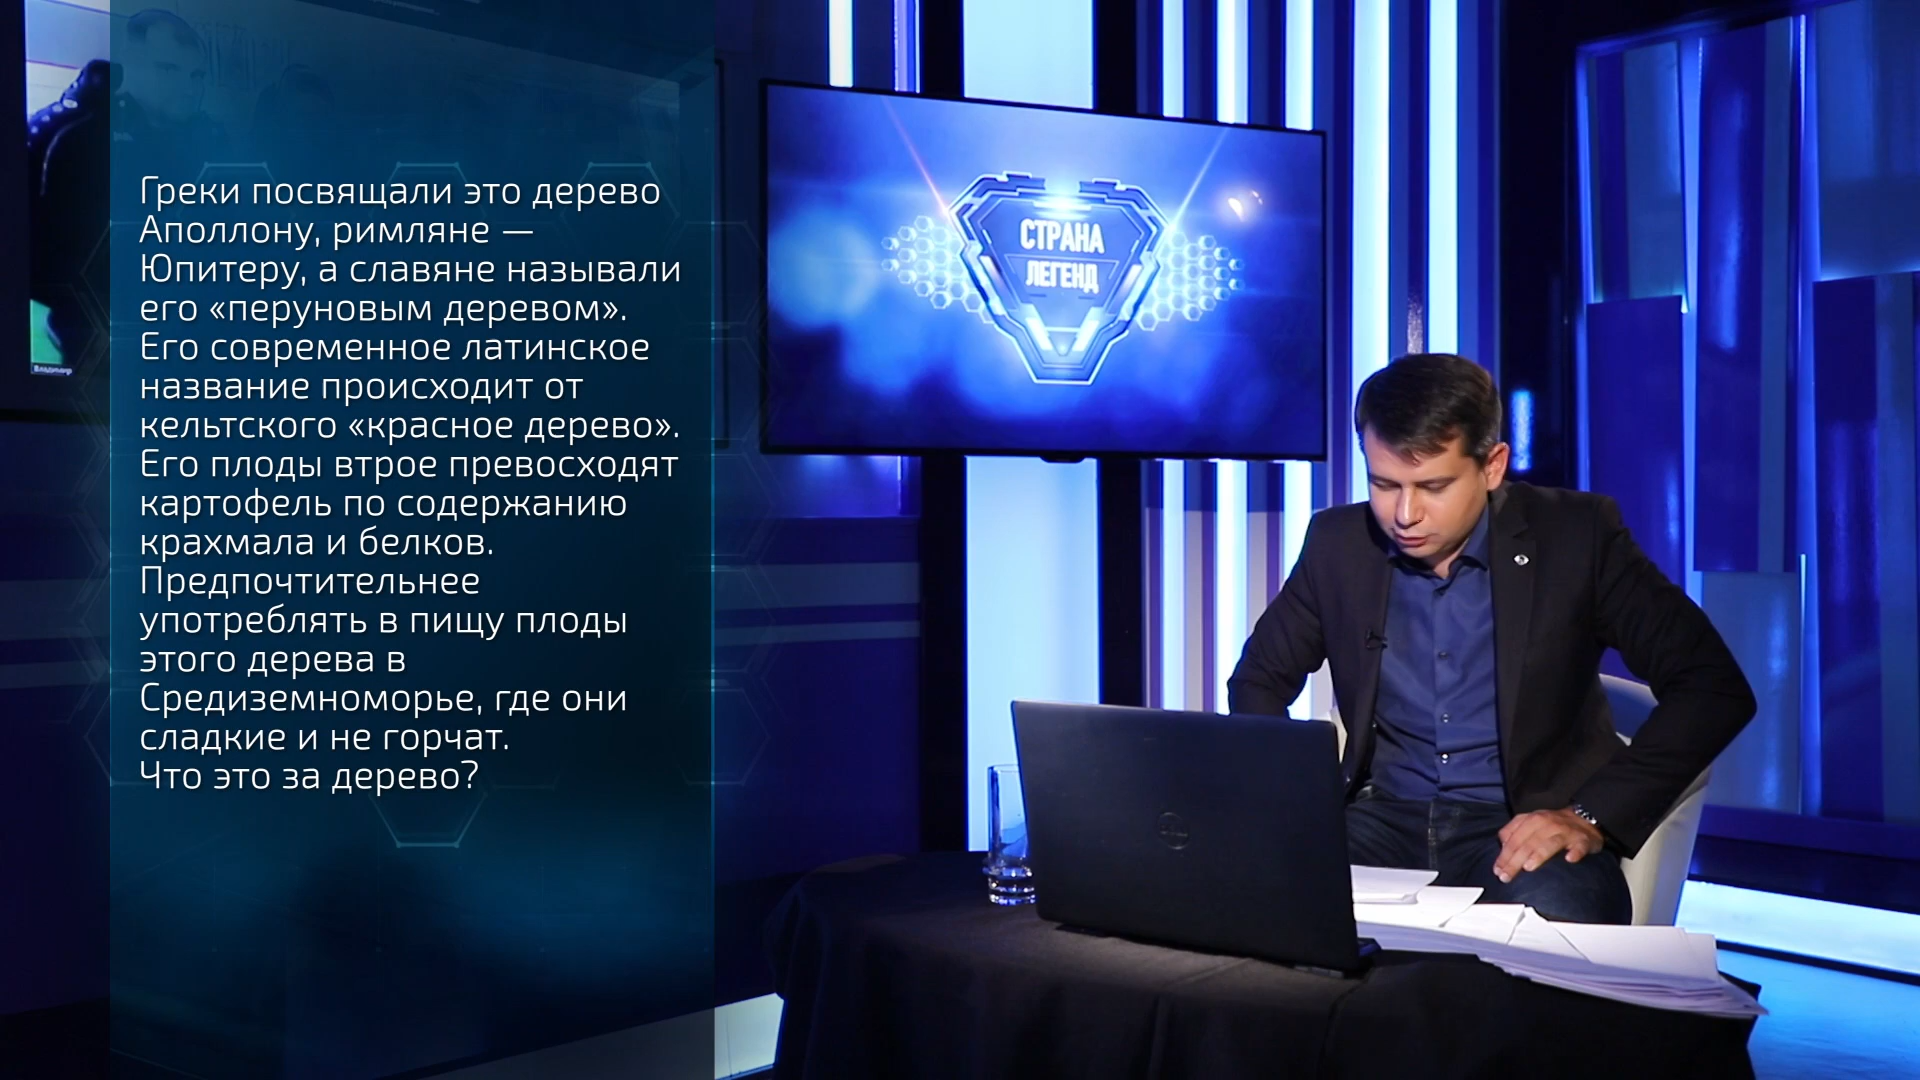 Греки посвящали это дерево
Аполлону, римляне —
Юпитеру, а славяне называли
его «перуновым деревом».
Его современное латинское
название происходит от
кельтского «красное дерево».
Его плоды втрое превосходят
картофель по содержанию
крахмала и белков.
Предпочтительнее
употреблять в пищу плоды
этого дерева в
Средиземноморье, где они
сладкие и не горчат.
Что это за дерево?
СТРАНА
ЛЕГЕНД
Владимир
DELL